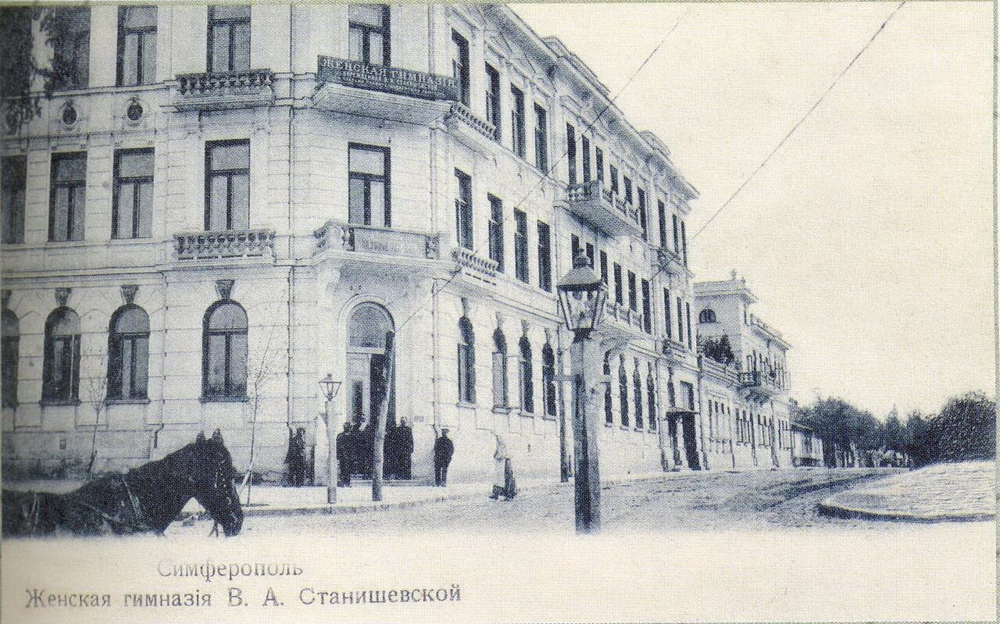 ЖЕНСКАЯ ГИМНАЗІЯ
Симферополь
Женская гимназія В. А. Станишевской